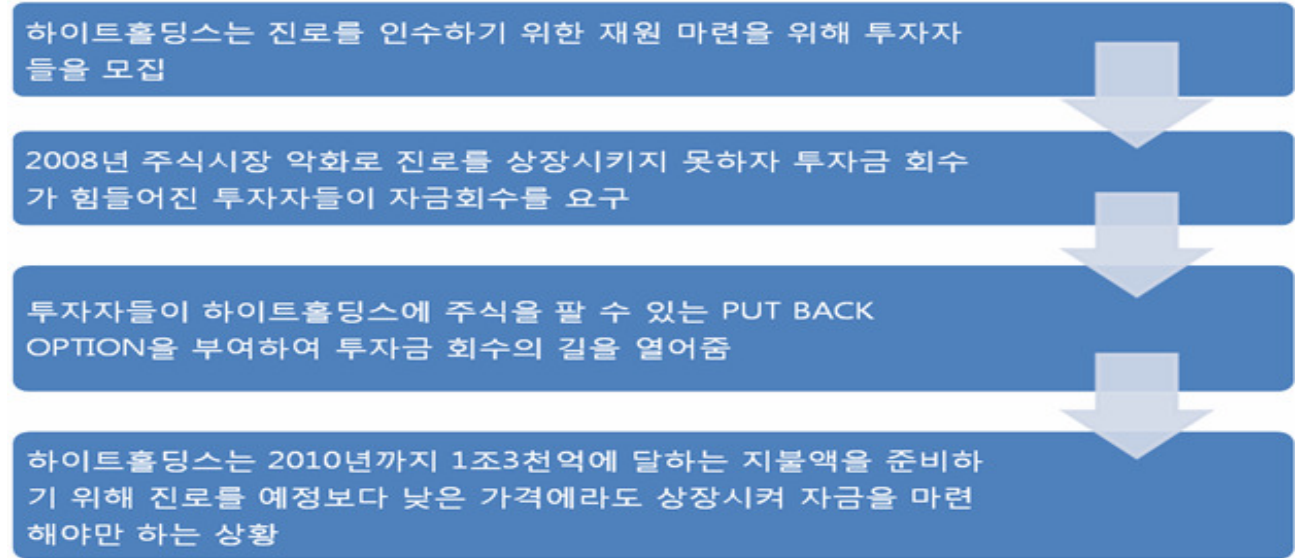 하이트홀딩스는 진로를 인수하기 위한 재원 마련을 위해 투자자
들을 모집
2008년 주식시장 악화로 진로를 상장시키지 못하자 투자금 회수
가 힘들어진 투자자들이 자금회수를 요구
투자자들이 하이트홀딩스에 주식을 팔 수 있는 PUT BACK
OPTION을 부여하여 투자금 회수의 길을 열어줌
하이트홀딩스는 2010년까지 1조3천억에 달하는 지불액을 준비하
기 위해 진로를 예정보다 낮은 가격에라도 상장시켜 자금을 마련
해야만 하는 상황